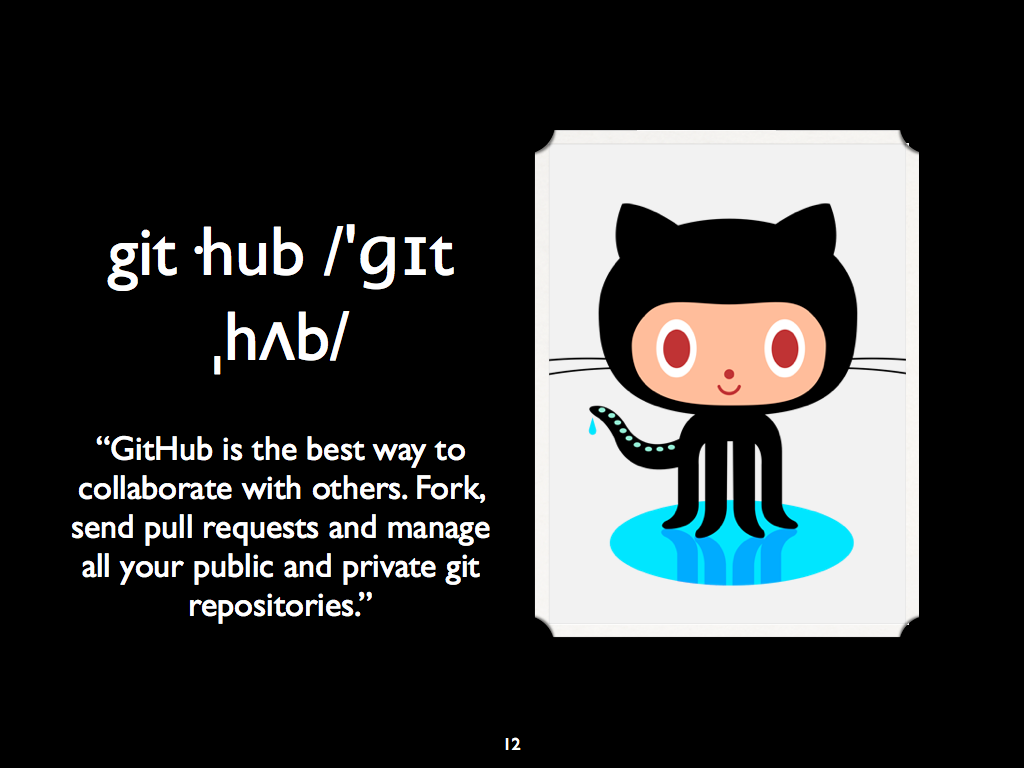 git ·hub /ˈɡɪt
ˌhʌb/
“GitHub is the best way to
collaborate with others. Fork,
send pull requests and manage
all your public and private git
repositories.”
12